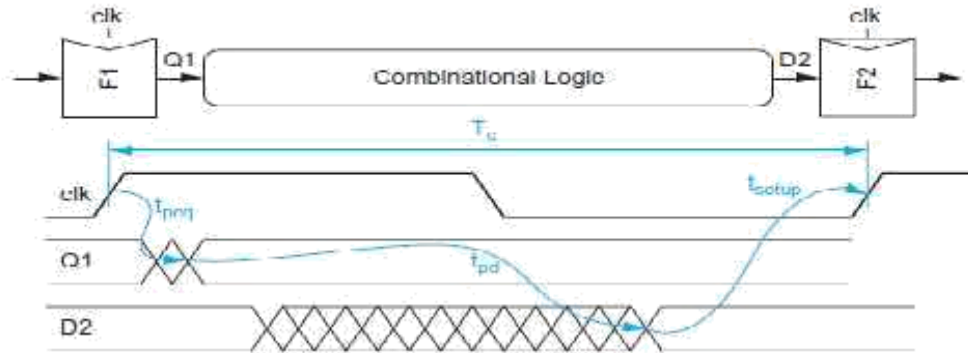 clk clk
F1 Q1 Combinational Logic D2 F2
Tc
clk tpcq tsetup
Q1 tpd
D2